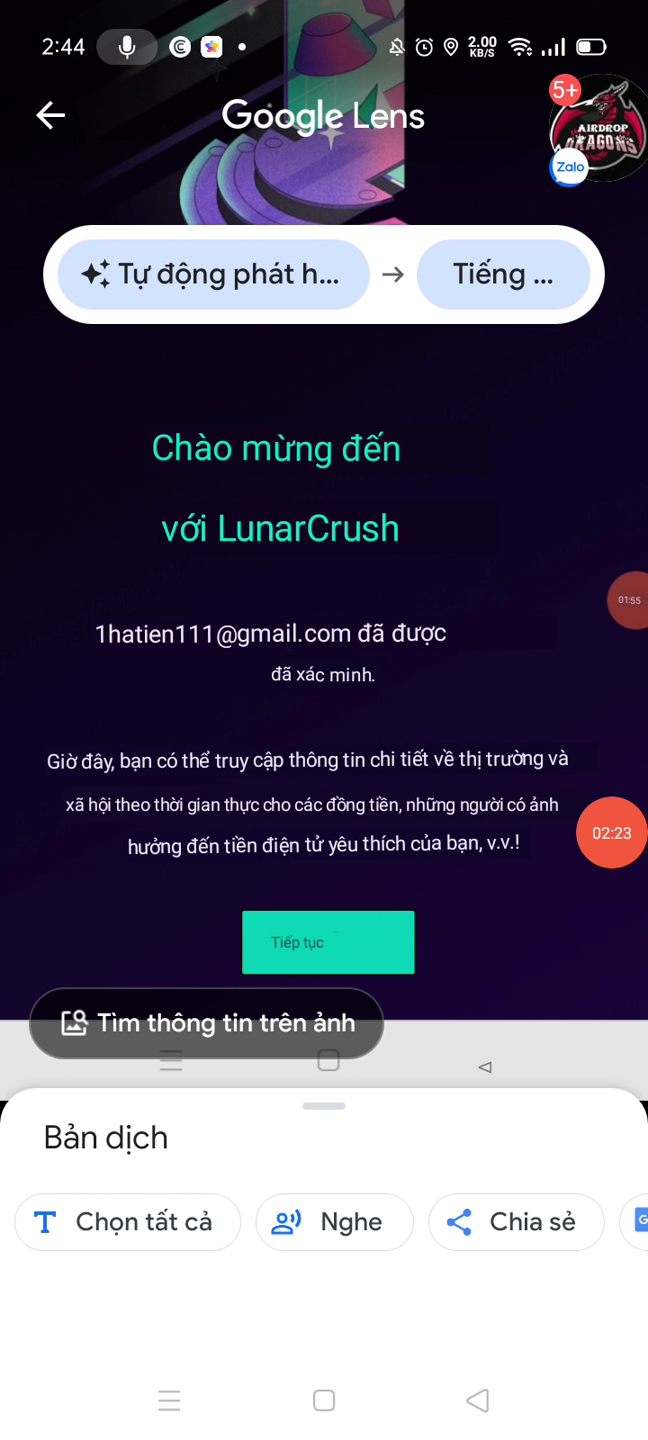 2:44
2.00
KB/S
Google Lens
5+
AIRDROP
DRAGONS
Zalo
Tự động phát h... → Tiếng ...
Chào mừng đến
với LunarCrush
01:55
1hatien111@gmail.com đã được
đã xác minh.
Giờ đây, bạn có thể truy cập thông tin chi tiết về thị trường và
xã hội theo thời gian thực cho các đồng tiền, những người có ảnh
hưởng đến tiền điện tử yêu thích của bạn, v.v.!
02:23
Tiếp tục
Tìm thông tin trên ảnh
Bản dịch
Chọn tất cả
Nghe
Chia sẻ